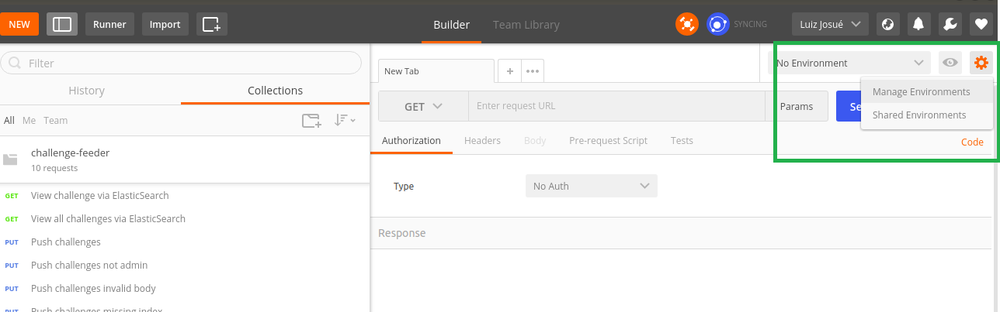 NEW
Runner
Import
Builder
Team Library
SYNCING
Luiz Josué
Filter
History
Collections
All Me Team
challenge-feeder
10 requests
GET View challenge via ElasticSearch
GET View all challenges via ElasticSearch
PUT Push challenges
PUT Push challenges not admin
PUT Push challenges invalid body
PUT Push challenges missing index
New Tab
No Environment
Manage Environments
Shared Environments
GET
Enter request URL
Params
Se
Authorization Headers Body Pre-request Script Tests
Code
Type
No Auth
Response